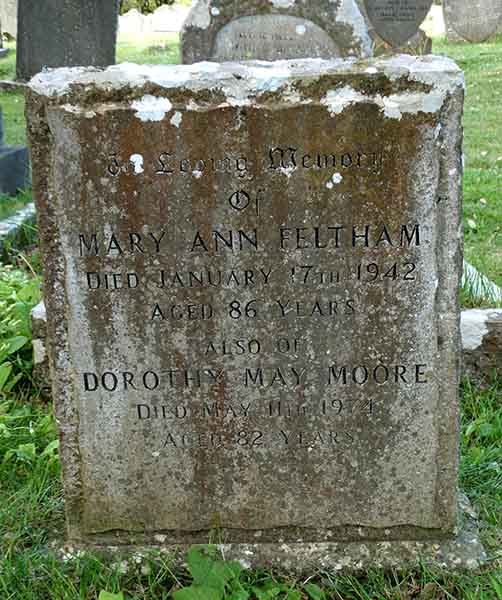 In Loving Memory
Of
MARY ANN FELTHAM
DIED JANUARY 17TH 1942
AGED 86 YEARS
ALSO OF
DOROTHY MAY MOORE
DIED MAY 11TH 1974
AGED 82 YEARS